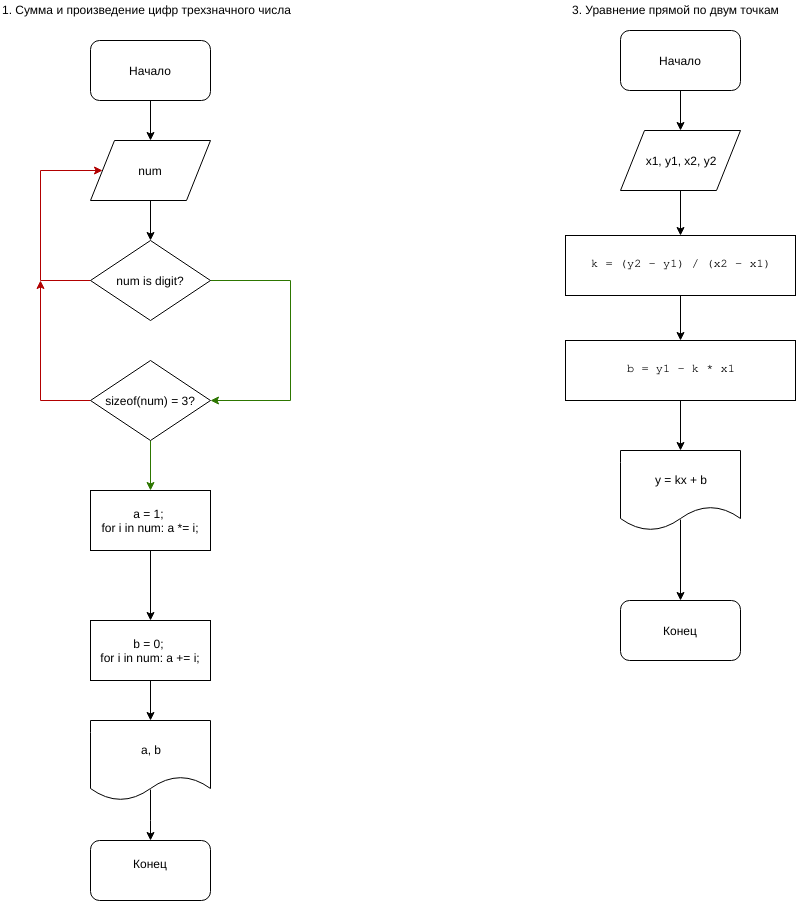 1. Сумма и произведение цифр трехзначного числа
Начало
num
num is digit?
sizeof(num) = 3?
a = 1;
for i in num: a *= i;
b = 0;
for i in num: a += i;
a, b
Конец
3. Уравнение прямой по двум точкам
Начало
x1, y1, x2, y2
k = (y2 - y1) / (x2 - x1)
b = y1 - k * x1
y = kx + b
Конец